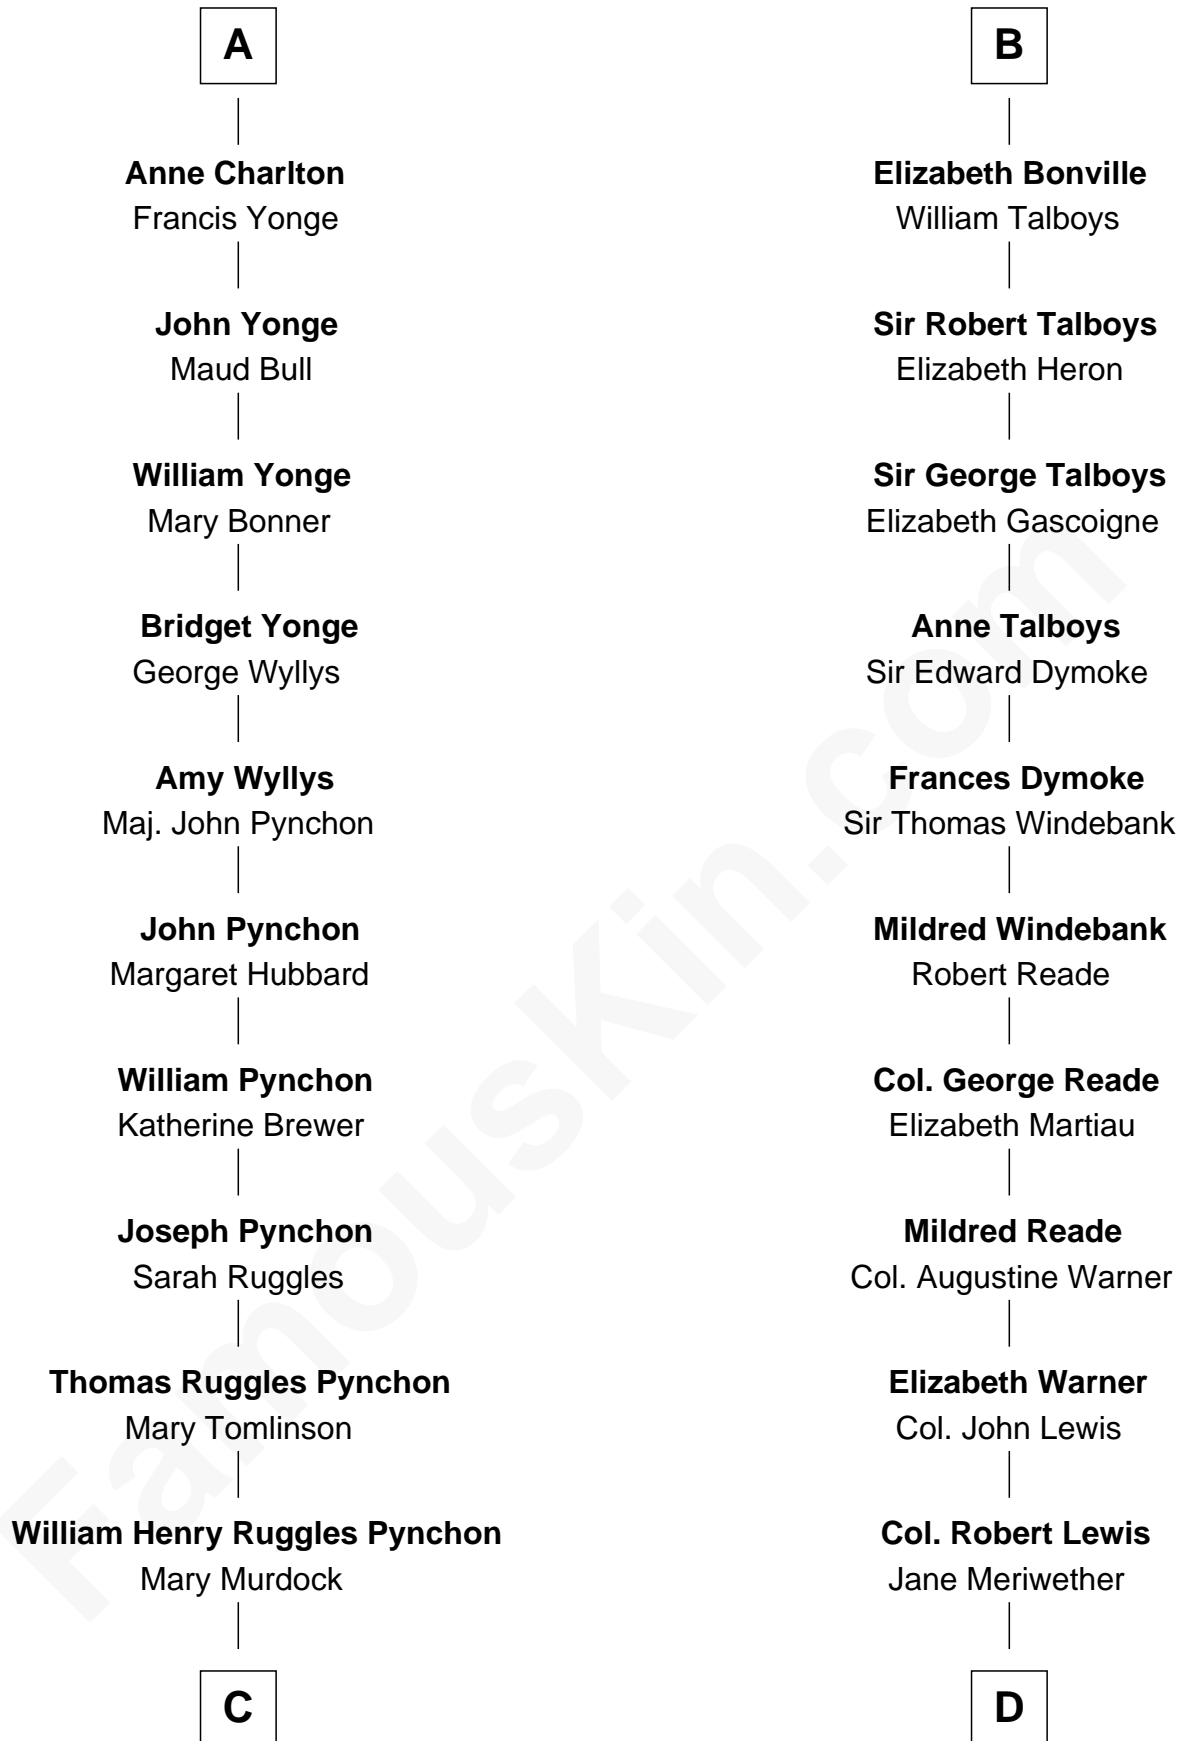 A
Anne Charlton
Francis Yonge
John Yonge
Maud Bull
William Yonge
Mary Bonner
Bridget Yonge
George Wyllys
Amy Wyllys
Maj. John Pynchon
John Pynchon
Margaret Hubbard
William Pynchon
Katherine Brewer
Joseph Pynchon
Sarah Ruggles
Thomas Ruggles Pynchon
Mary Tomlinson
William Henry Ruggles Pynchon
Mary Murdock
C
B
Elizabeth Bonville
William Talboys
Sir Robert Talboys
Elizabeth Heron
Sir George Talboys
Elizabeth Gascoigne
Anne Talboys
Sir Edward Dymoke
Frances Dymoke
Sir Thomas Windebank
Mildred Windebank
Robert Reade
Col. George Reade
Elizabeth Martiau
Mildred Reade
Col. Augustine Warner
Elizabeth Warner
Col. John Lewis
Col. Robert Lewis
Jane Meriwether
D
FamousKin.com